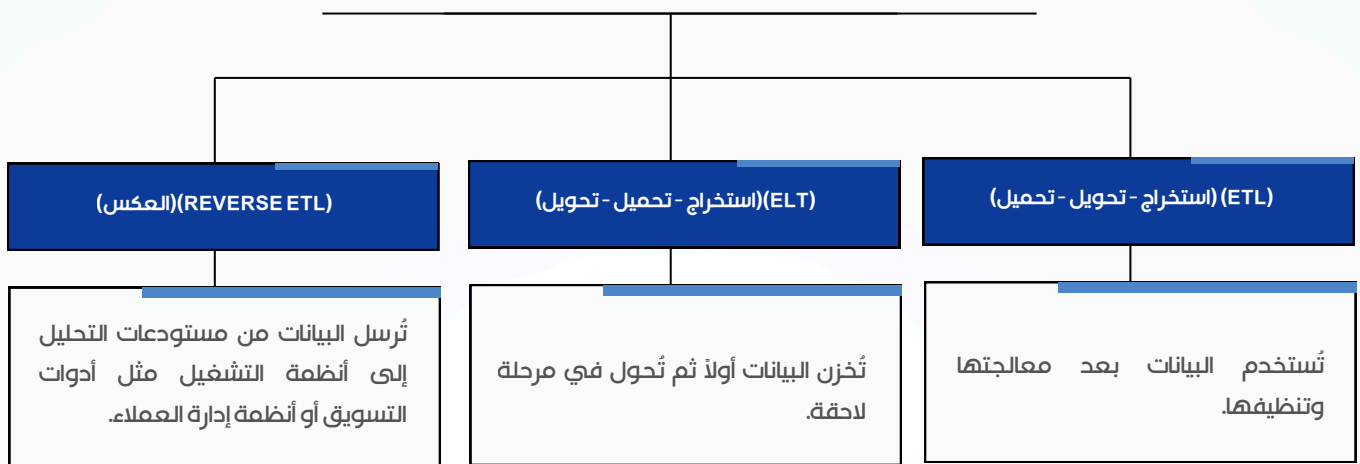 (ETL) (استخراج - تحويل - تحميل)
تُستخدم البيانات بعد معالجتها
وتنظيفها.
(ELT)(استخراج - تحميل - تحويل)
تُخزن البيانات أولاً ثم تُحول في مرحلة
لاحقة.
(REVERSE ETL)(العكس)
تُرسل البيانات من مستودعات التحليل
إلى أنظمة التشغيل مثل أدوات
التسويق أو أنظمة إدارة العملاء.